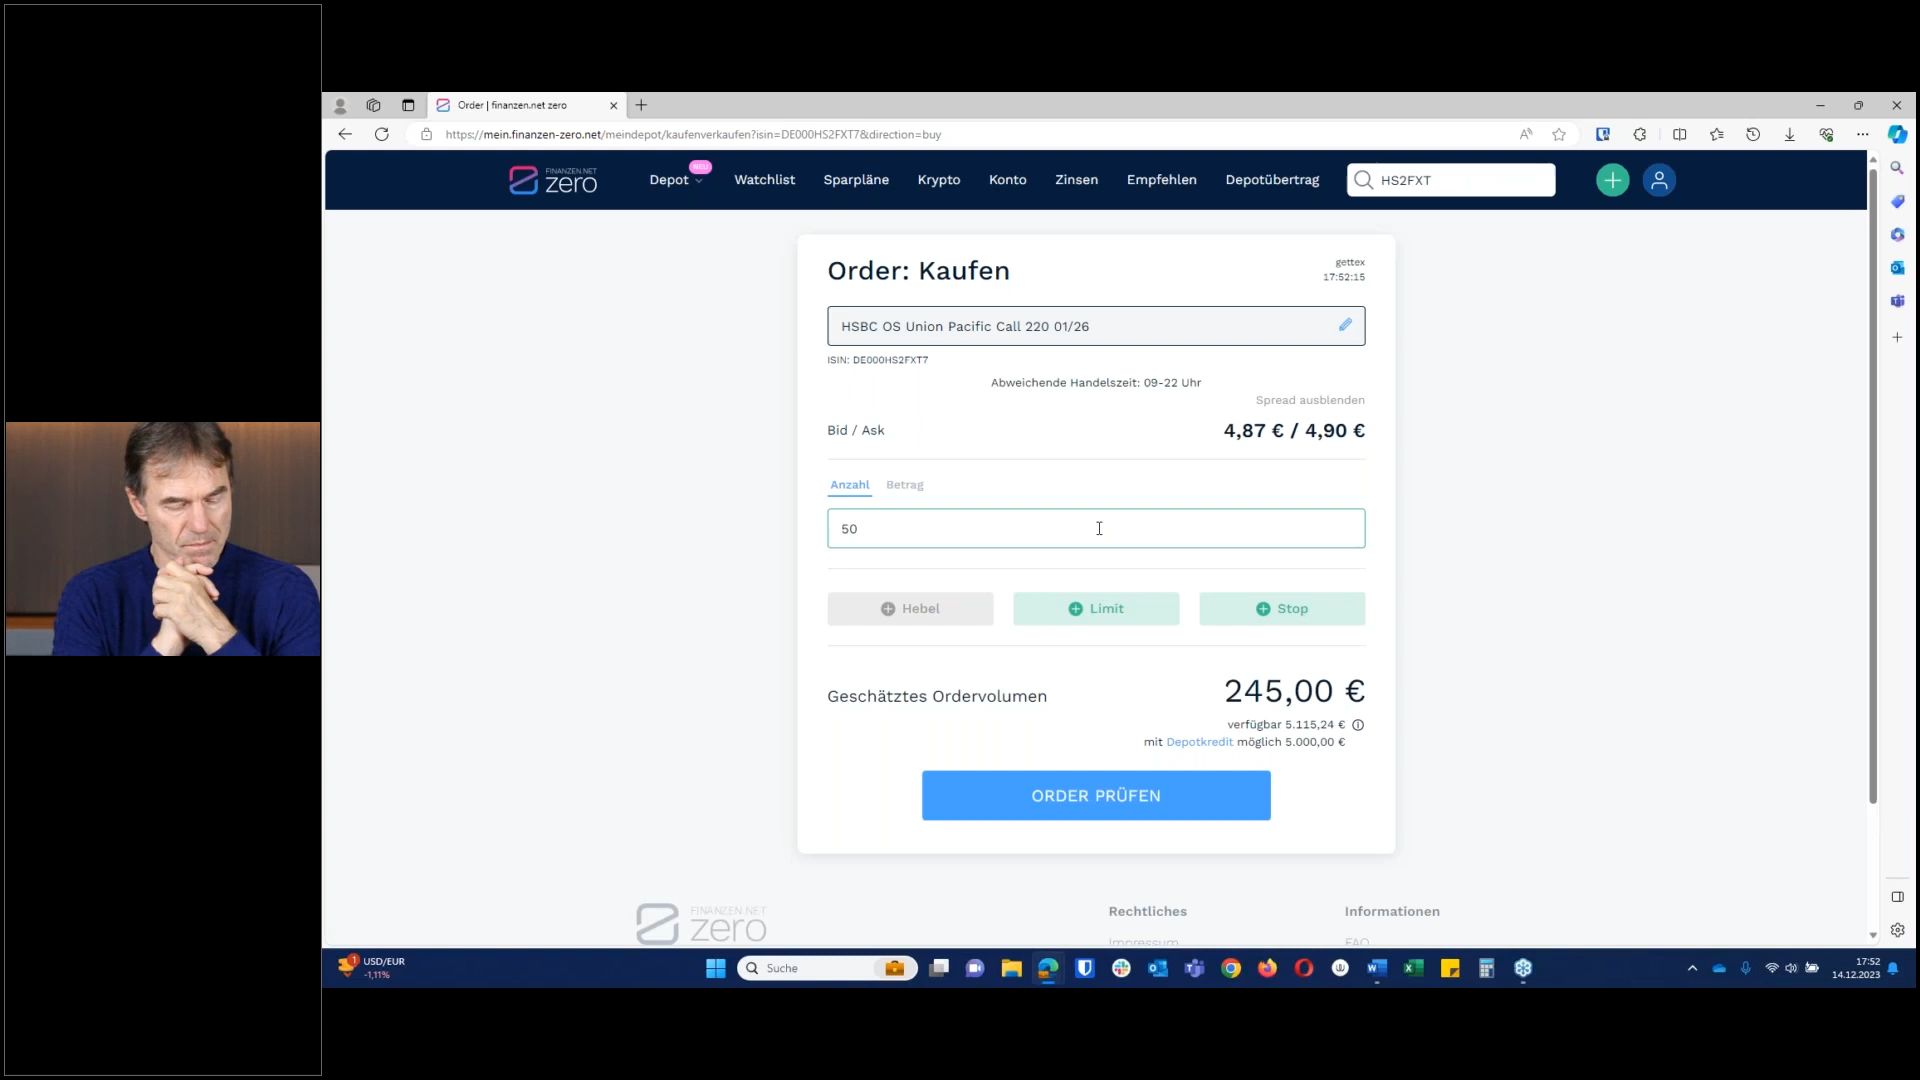 Order | finanzen.net zero
https://mein.finanzen-zero.net/meindepot/kaufenverkaufen?isin=DE000HS2FXT7&direction=buy
FINANZEN.NET
zero
Depot
NEU
Watchlist
Sparpläne
Krypto
Konto
Zinsen
Empfehlen
Depotübertrag
HS2FXT
Order: Kaufen
gettex
17:52:15
HSBC OS Union Pacific Call 220 01/26
ISIN: DE000HS2FXT7
Abweichende Handelszeit: 09-22 Uhr
Spread ausblenden
Bid / Ask
4,87 € / 4,90 €
Anzahl Betrag
50
Hebel
Limit
Stop
Geschätztes Ordervolumen
245,00 €
verfügbar 5.115,24 €
mit Depotkredit möglich 5.000,00 €
ORDER PRÜFEN
FINANZEN.NET
zero
Rechtliches
Informationen
Impressum
FAQ
1
USD/EUR
-1,11%
Suche
17:52
14.12.2023